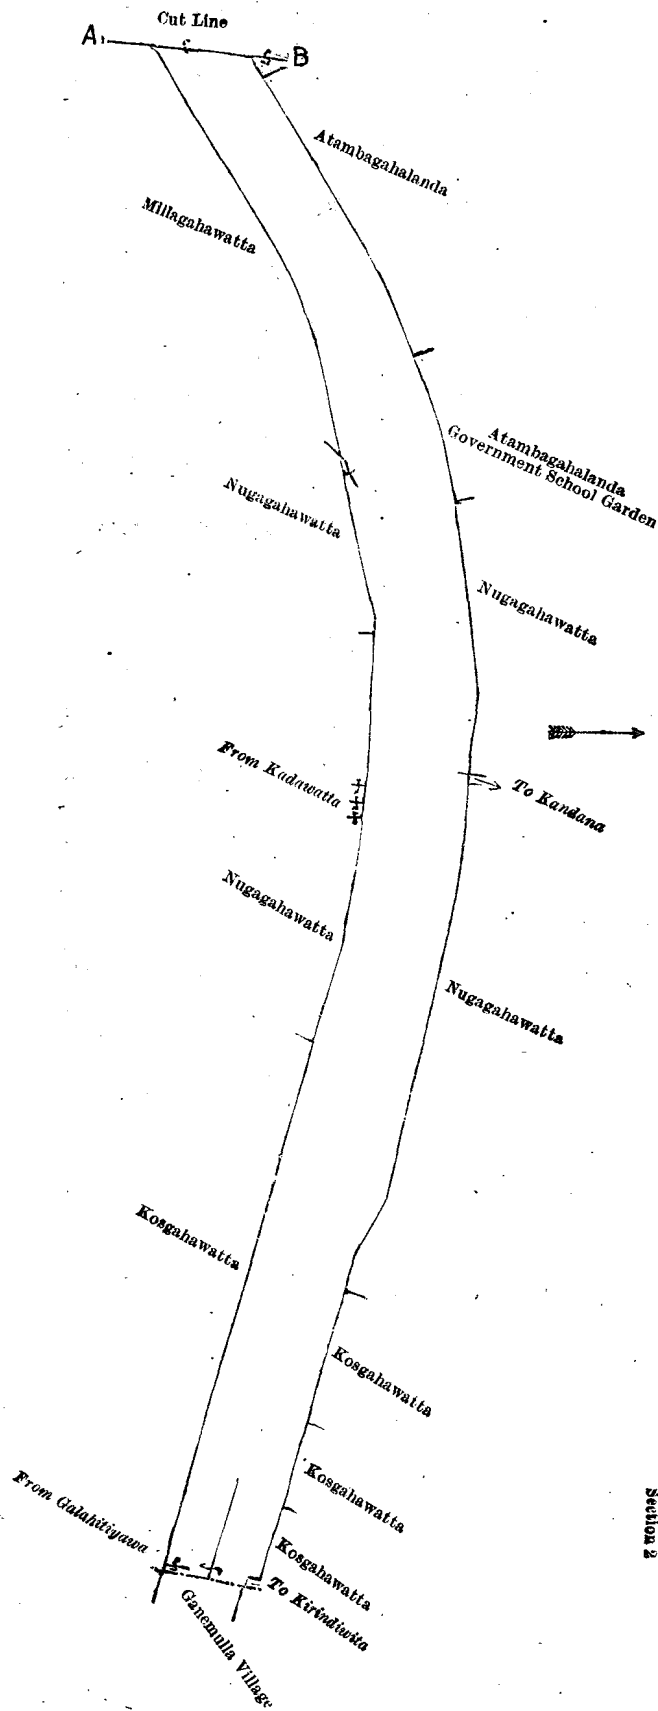 Cut Line
A
B
Atambagahalanda
Millagahawatta
Atambagahalanda
Government School Garden
Nugagahawatta
Nugagahawatta
From Kadawatta
To Kandana
Nugagahawatta
Nugagahawatta
Kosgahawatta
Kosgahawatta
Kosgahawatta
From Galahitiyawa
Kosgahawatta
To Kirindiwita
Ganemulla Village
Section 2